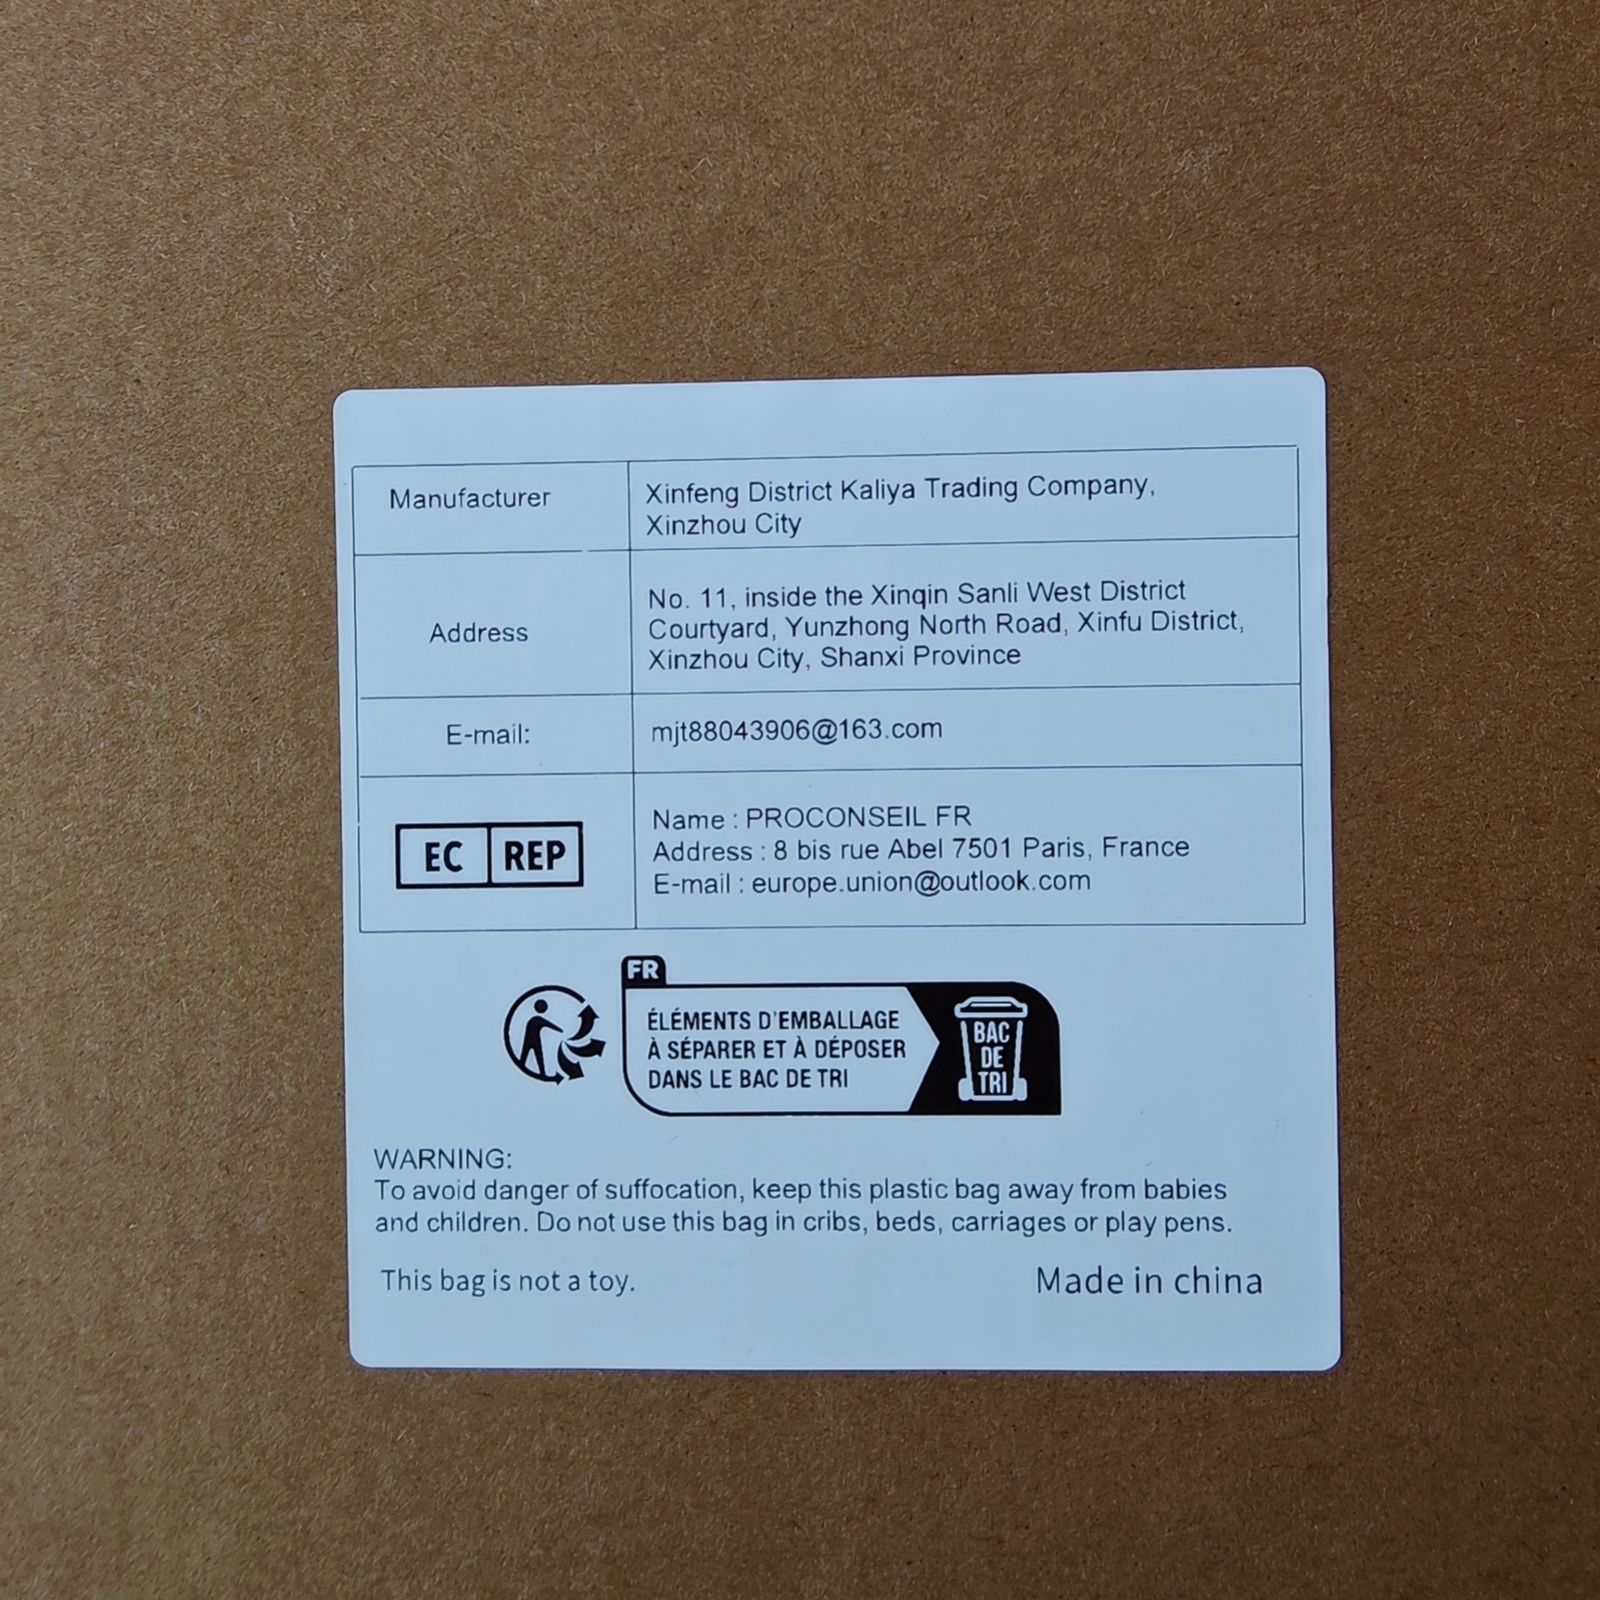 Manufacturer
Xinfeng District Kaliya Trading Company,
Xinzhou City
Address
No. 11, inside the Xinqin Sanli West District
Courtyard, Yunzhong North Road, Xinfu District,
Xinzhou City, Shanxi Province
E-mail:
mjt88043906@163.com
EC REP
Name : PROCONSEIL FR
Address : 8 bis rue Abel 7501 Paris, France
E-mail : europe.union@outlook.com
FR
ÉLÉMENTS D'EMBALLAGE
À SÉPARER ET À DÉPOSER
DANS LE BAC DE TRI
BAC
DE
TRI
WARNING:
To avoid danger of suffocation, keep this plastic bag away from babies
and children. Do not use this bag in cribs, beds, carriages or play pens.
This bag is not a toy.
Made in china